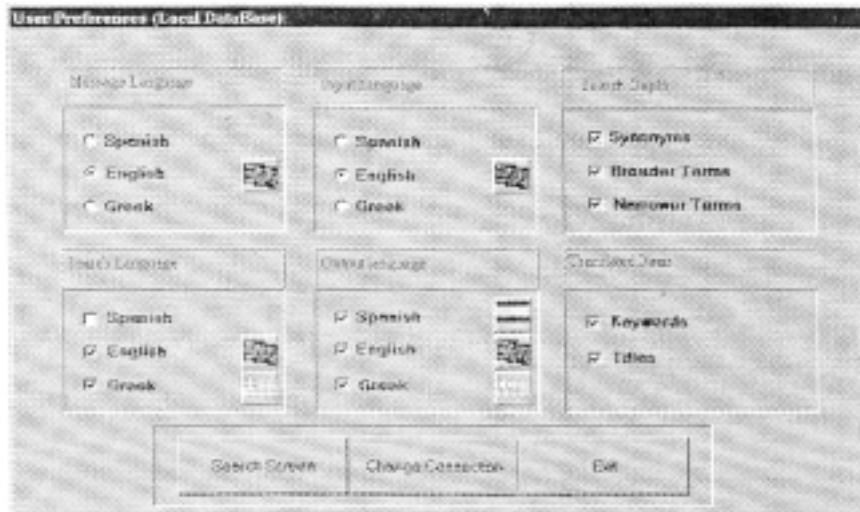 User Preferences (Local DataBase)
Message Language
Spanish
English
Greek
Input Language
Spanish
English
Greek
Search Depth
Synonyms
Broader Terms
Narrower Terms
Search Language
Spanish
English
Greek
Output Language
Spanish
English
Greek
Keywords
Titles
Search Screen
Change Connection
Exit